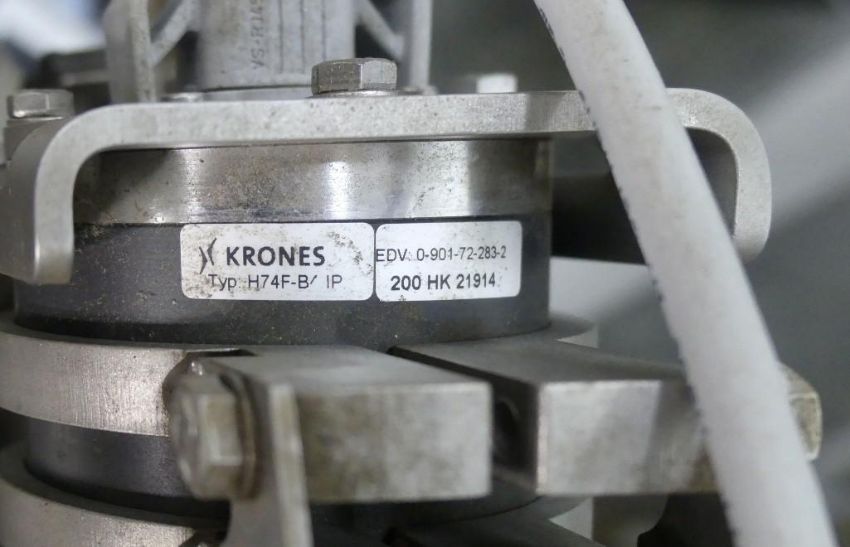 KRONES
Typ H74F-B/ IP
EDV: 0-901-72-283-2
200 HK 21914